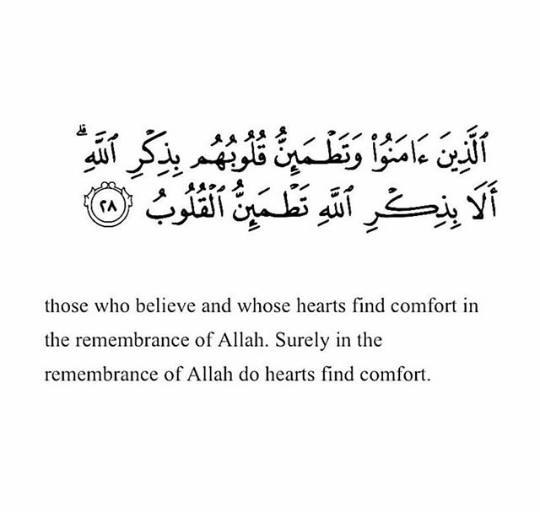 ٱلَّذِينَ ءَامَنُوا۟ وَتَطْمَئِنُّ قُلُوبُهُم بِذِكْرِ ٱللَّهِ ۗ
أَلَا بِذِكْرِ ٱللَّهِ تَطْمَئِنُّ ٱلْقُلُوبُ ٢٨
those who believe and whose hearts find comfort in
the remembrance of Allah. Surely in the
remembrance of Allah do hearts find comfort.